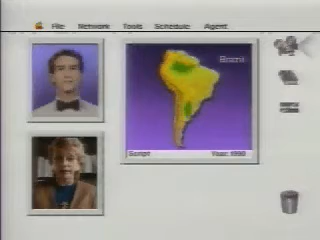 File Network Tools Schedule Agent
Brazil
Script Year: 1990